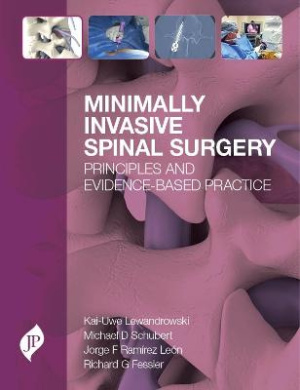 MINIMALLY
INVASIVE
SPINAL SURGERY
PRINCIPLES AND
EVIDENCE-BASED PRACTICE
Kai-Uwe Lewandrowski
Michael D Schubert
Jorge F Ramírez León
Richard G Fessler
JP